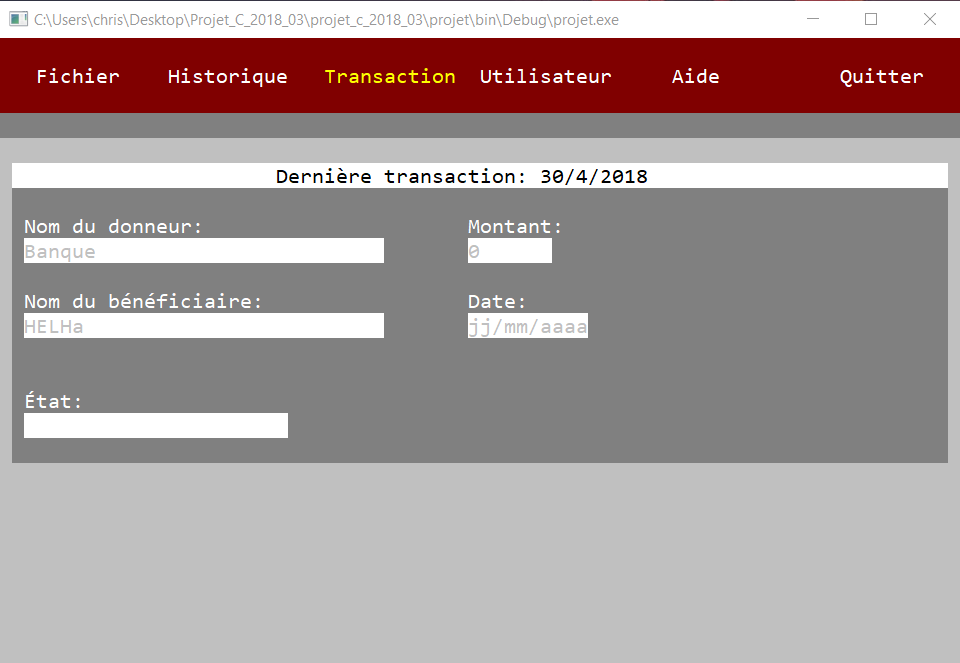 C:\Users\chris\Desktop\Projet_C_2018_03\projet_c_2018_03\projet\bin\Debug\projet.exe
Fichier Historique Transaction Utilisateur Aide Quitter
Dernière transaction: 30/4/2018
Nom du donneur: Montant:
Banque 0
Nom du bénéficiaire: Date:
HELHa jj/mm/aaaa
État: